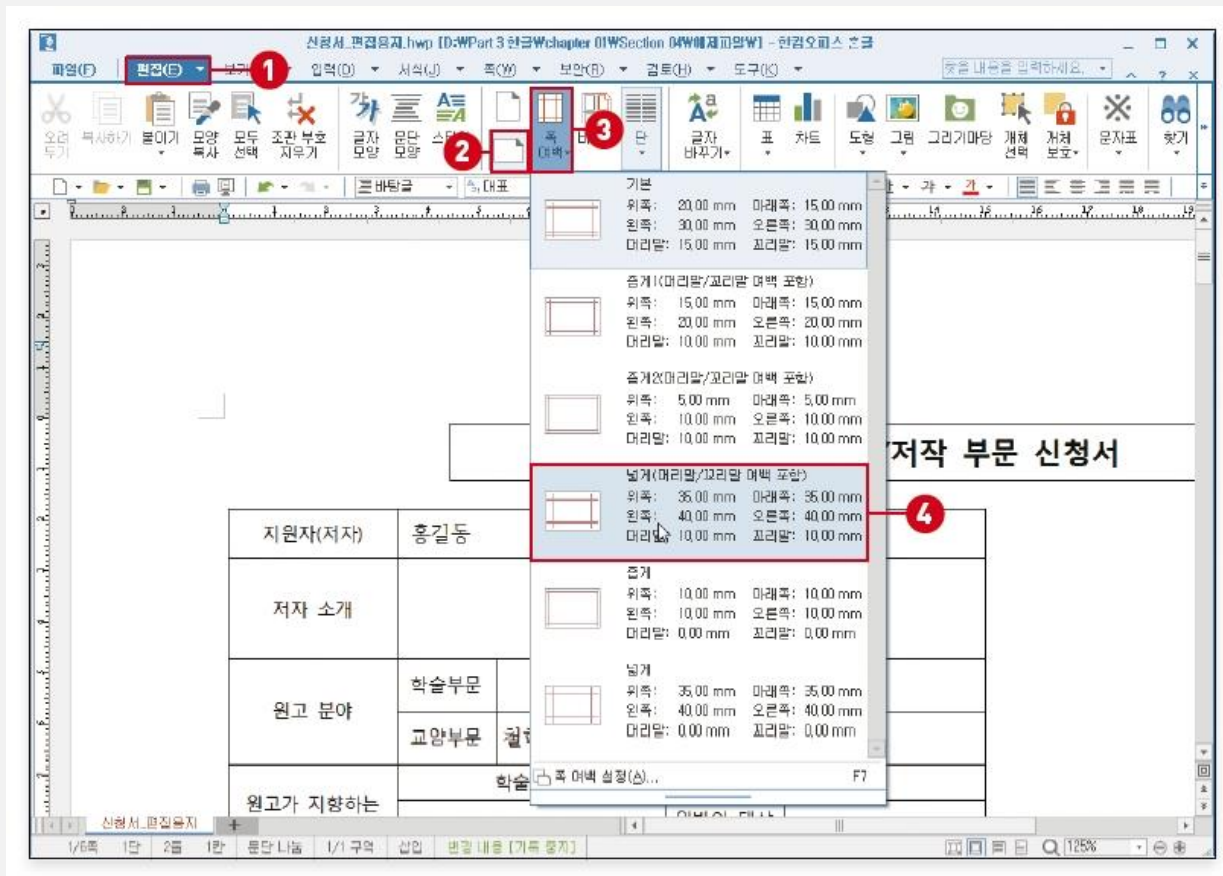 신청서_편집용지.hwp [D:₩Part 3 한글₩chapter 01₩Section 04₩예제파일₩] - 한컴오피스 한글
파일(F) 편집(E) 1 입력(D) 서식(J) 쪽(W) 보안(R) 검토(H) 도구(K) 찾을 내용을 입력하세요.
오려두기 복사하기 붙이기 모양 복사 모두 선택 조판 부호 지우기 글자 모양 문단 모양 2 쪽 여백 3 단 글자 바꾸기 표 차트 도형 그림 그리기마당 개체 선택 개체 보호 문자표 찾기
바탕글 대표 가 가
기본
위쪽: 20.00 mm 아래쪽: 15.00 mm
왼쪽: 30.00 mm 오른쪽: 30.00 mm
머리말: 15.00 mm 꼬리말: 15.00 mm
좁게1(머리말/꼬리말 여백 포함)
위쪽: 15.00 mm 아래쪽: 15.00 mm
왼쪽: 20.00 mm 오른쪽: 20.00 mm
머리말: 10.00 mm 꼬리말: 10.00 mm
좁게2(머리말/꼬리말 여백 포함)
위쪽: 5.00 mm 아래쪽: 5.00 mm
왼쪽: 10.00 mm 오른쪽: 10.00 mm
머리말: 10.00 mm 꼬리말: 10.00 mm
넓게(머리말/꼬리말 여백 포함)
위쪽: 35.00 mm 아래쪽: 35.00 mm
왼쪽: 40.00 mm 오른쪽: 40.00 mm
머리말: 10.00 mm 꼬리말: 10.00 mm
4
좁게
위쪽: 10.00 mm 아래쪽: 10.00 mm
왼쪽: 10.00 mm 오른쪽: 10.00 mm
머리말: 0.00 mm 꼬리말: 0.00 mm
넓게
위쪽: 35.00 mm 아래쪽: 35.00 mm
왼쪽: 40.00 mm 오른쪽: 40.00 mm
머리말: 0.00 mm 꼬리말: 0.00 mm
쪽 여백 설정(A)... F7
/저작 부문 신청서
지원자(저자) 홍길동
저자 소개
원고 분야 학술부문
교양부문
원고가 지향하는 학술
신청서_편집용지
1/6쪽 1단 2줄 1칸 문단 나눔 1/1 구역 삽입 변경 내용 [기록 중지] 125%